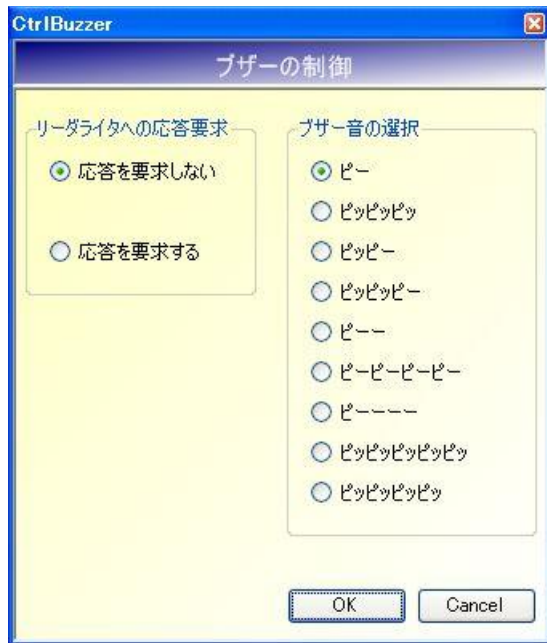 CtrlBuzzer
ブザーの制御
リーダライタへの応答要求
応答を要求しない
応答を要求する
ブザー音の選択
ピー
ピッピッピッ
ピッピー
ピッピッピー
ピーー
ピーピーピーピー
ピーーーー
ピッピッピッピッピッ
ピッピッピッピッ
OK
Cancel